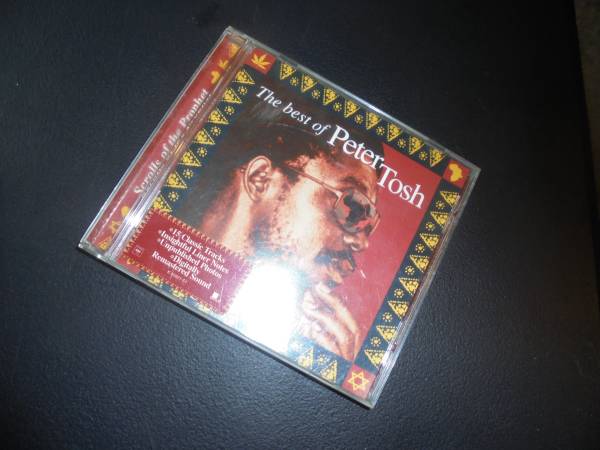 Scrolls of the Prophet
The best of
Peter Tosh
•15 Classic Tracks
•Insightful Liner Notes
•Unpublished Photos
•Digitally
Remastered Sound